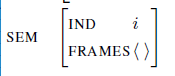 IND i
SEM
FRAMES ⟨ ⟩